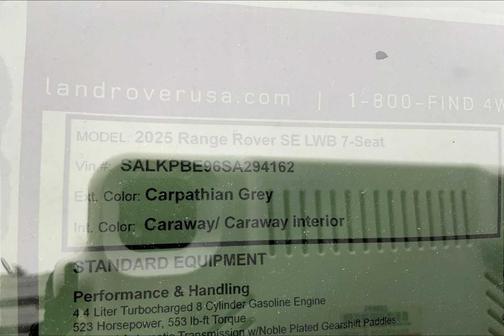 landroverusa.com | 1-800-FIND 4W
MODEL: 2025 Range Rover SE LWB 7-Seat
Vin #: SALKPBE96SA294162
Ext. Color: Carpathian Grey
Int. Color: Caraway/ Caraway interior
STANDARD EQUIPMENT
Performance & Handling
4.4 Liter Turbocharged 8 Cylinder Gasoline Engine
523 Horsepower, 553 lb-ft Torque
Transmission w/Noble Plated Gearshift Paddles